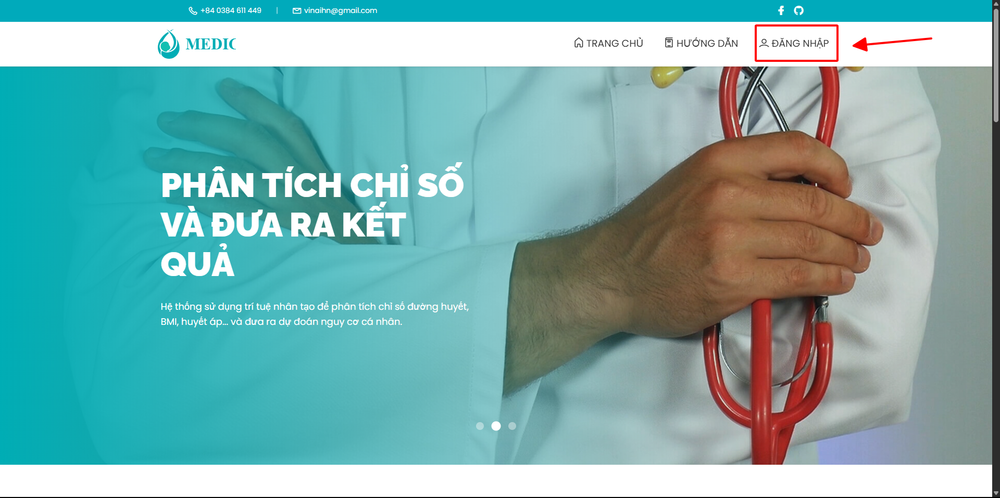 +84 0384 611 449 | vinaihn@gmail.com
MEDIC
TRANG CHỦ
HƯỚNG DẪN
ĐĂNG NHẬP
PHÂN TÍCH CHỈ SỐ
VÀ ĐƯA RA KẾT
QUẢ
Hệ thống sử dụng trí tuệ nhân tạo để phân tích chỉ số đường huyết,
BMI, huyết áp... và đưa ra dự đoán nguy cơ cá nhân.